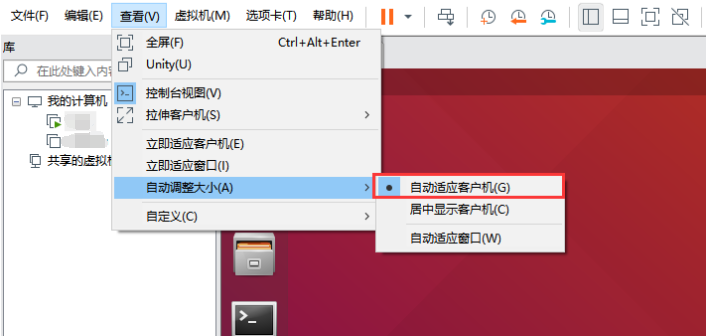 文件(F) 编辑(E) 查看(V) 虚拟机(M) 选项卡(T) 帮助(H)
库
在此处键入内
全屏(F) Ctrl+Alt+Enter
Unity(U)
控制台视图(V)
拉伸客户机(S)
立即适应客户机(E)
立即适应窗口(I)
自动调整大小(A)
自定义(C)
我的计算机
共享的虚拟
自动适应客户机(G)
居中显示客户机(C)
自动适应窗口(W)